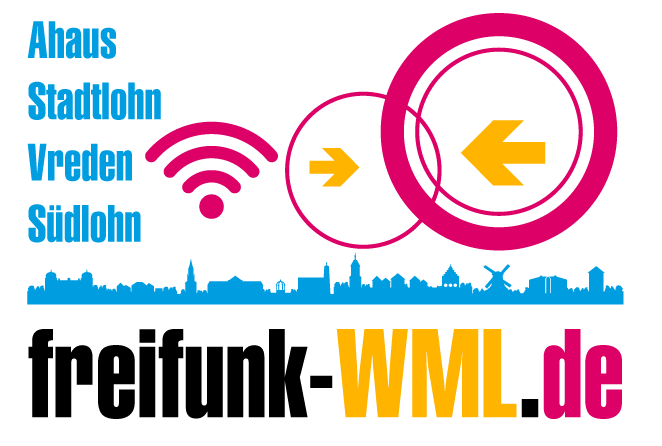 Ahaus
Stadtlohn
Vreden
Südlohn
freifunk-WML.de